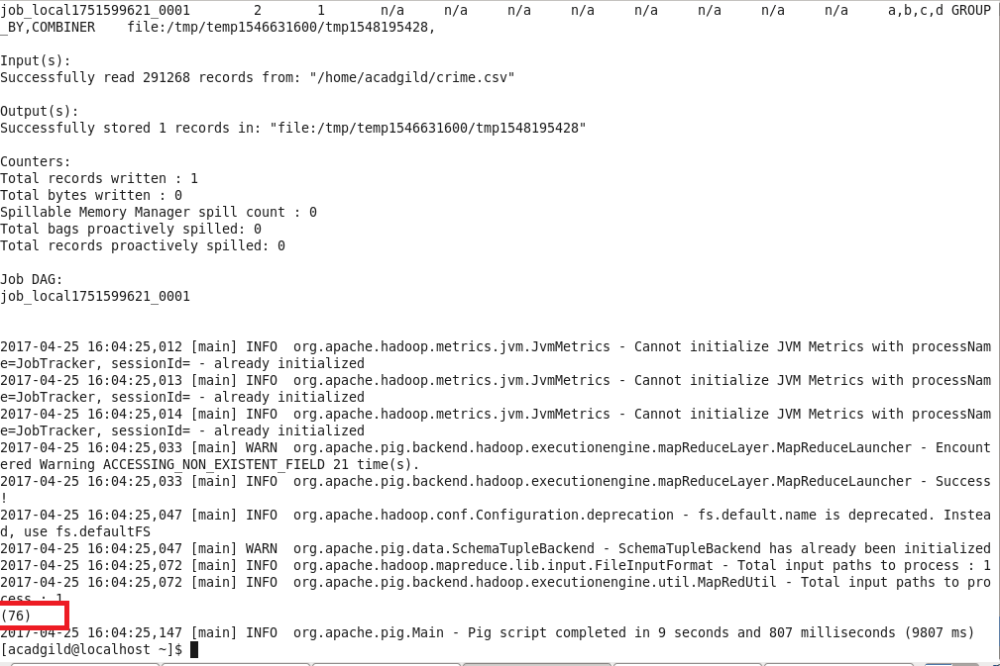 job_local1751599621_0001        2       1       n/a     n/a     n/a     n/a     n/a     n/a     n/a     n/a     a,b,c,d GROUP
_BY,COMBINER    file:/tmp/temp1546631600/tmp1548195428,
Input(s):
Successfully read 291268 records from: "/home/acadgild/crime.csv"
Output(s):
Successfully stored 1 records in: "file:/tmp/temp1546631600/tmp1548195428"
Counters:
Total records written : 1
Total bytes written : 0
Spillable Memory Manager spill count : 0
Total bags proactively spilled: 0
Total records proactively spilled: 0
Job DAG:
job_local1751599621_0001
2017-04-25 16:04:25,012 [main] INFO  org.apache.hadoop.metrics.jvm.JvmMetrics - Cannot initialize JVM Metrics with processNam
e=JobTracker, sessionId= - already initialized
2017-04-25 16:04:25,013 [main] INFO  org.apache.hadoop.metrics.jvm.JvmMetrics - Cannot initialize JVM Metrics with processNam
e=JobTracker, sessionId= - already initialized
2017-04-25 16:04:25,014 [main] INFO  org.apache.hadoop.metrics.jvm.JvmMetrics - Cannot initialize JVM Metrics with processNam
e=JobTracker, sessionId= - already initialized
2017-04-25 16:04:25,033 [main] WARN  org.apache.pig.backend.hadoop.executionengine.mapReduceLayer.MapReduceLauncher - Encount
ered Warning ACCESSING_NON_EXISTENT_FIELD 21 time(s).
2017-04-25 16:04:25,033 [main] INFO  org.apache.pig.backend.hadoop.executionengine.mapReduceLayer.MapReduceLauncher - Success
!
2017-04-25 16:04:25,047 [main] INFO  org.apache.hadoop.conf.Configuration.deprecation - fs.default.name is deprecated. Instea
d, use fs.defaultFS
2017-04-25 16:04:25,047 [main] WARN  org.apache.pig.data.SchemaTupleBackend - SchemaTupleBackend has already been initialized
2017-04-25 16:04:25,072 [main] INFO  org.apache.hadoop.mapreduce.lib.input.FileInputFormat - Total input paths to process : 1
2017-04-25 16:04:25,072 [main] INFO  org.apache.pig.backend.hadoop.executionengine.util.MapRedUtil - Total input paths to pro
cess : 1
(76)
2017-04-25 16:04:25,147 [main] INFO  org.apache.pig.Main - Pig script completed in 9 seconds and 807 milliseconds (9807 ms)
[acadgild@localhost ~]$